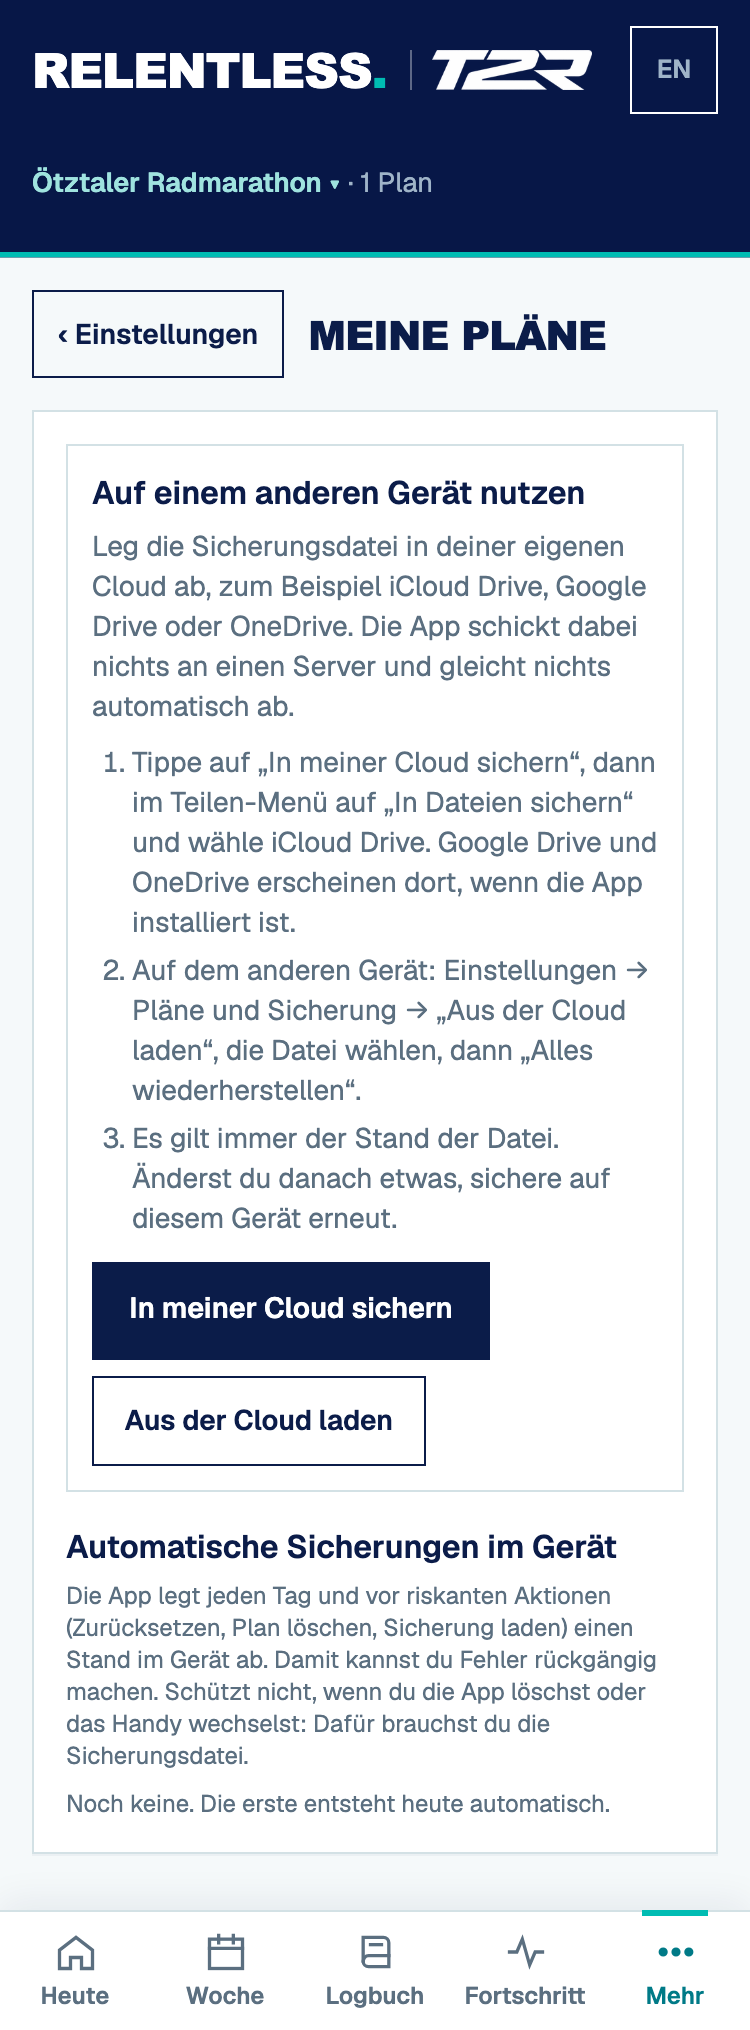 RELENTLESS. T2R EN
Ötztaler Radmarathon ▾ · 1 Plan
‹ Einstellungen MEINE PLÄNE
Auf einem anderen Gerät nutzen
Leg die Sicherungsdatei in deiner eigenen
Cloud ab, zum Beispiel iCloud Drive, Google
Drive oder OneDrive. Die App schickt dabei
nichts an einen Server und gleicht nichts
automatisch ab.
1. Tippe auf „In meiner Cloud sichern“, dann
im Teilen-Menü auf „In Dateien sichern“
und wähle iCloud Drive. Google Drive und
OneDrive erscheinen dort, wenn die App
installiert ist.
2. Auf dem anderen Gerät: Einstellungen →
Pläne und Sicherung → „Aus der Cloud
laden“, die Datei wählen, dann „Alles
wiederherstellen“.
3. Es gilt immer der Stand der Datei.
Änderst du danach etwas, sichere auf
diesem Gerät erneut.
In meiner Cloud sichern
Aus der Cloud laden
Automatische Sicherungen im Gerät
Die App legt jeden Tag und vor riskanten Aktionen
(Zurücksetzen, Plan löschen, Sicherung laden) einen
Stand im Gerät ab. Damit kannst du Fehler rückgängig
machen. Schützt nicht, wenn du die App löschst oder
das Handy wechselst: Dafür brauchst du die
Sicherungsdatei.
Noch keine. Die erste entsteht heute automatisch.
Heute Woche Logbuch Fortschritt Mehr